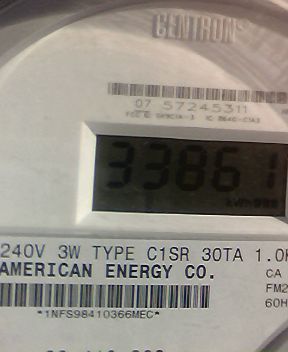 CENTRON®
07 57245311
33861
kWh
240V 3W TYPE C1SR 30TA 1.0
AMERICAN ENERGY CO.
CA
FM2
60H
*1NFS98410366MEC*